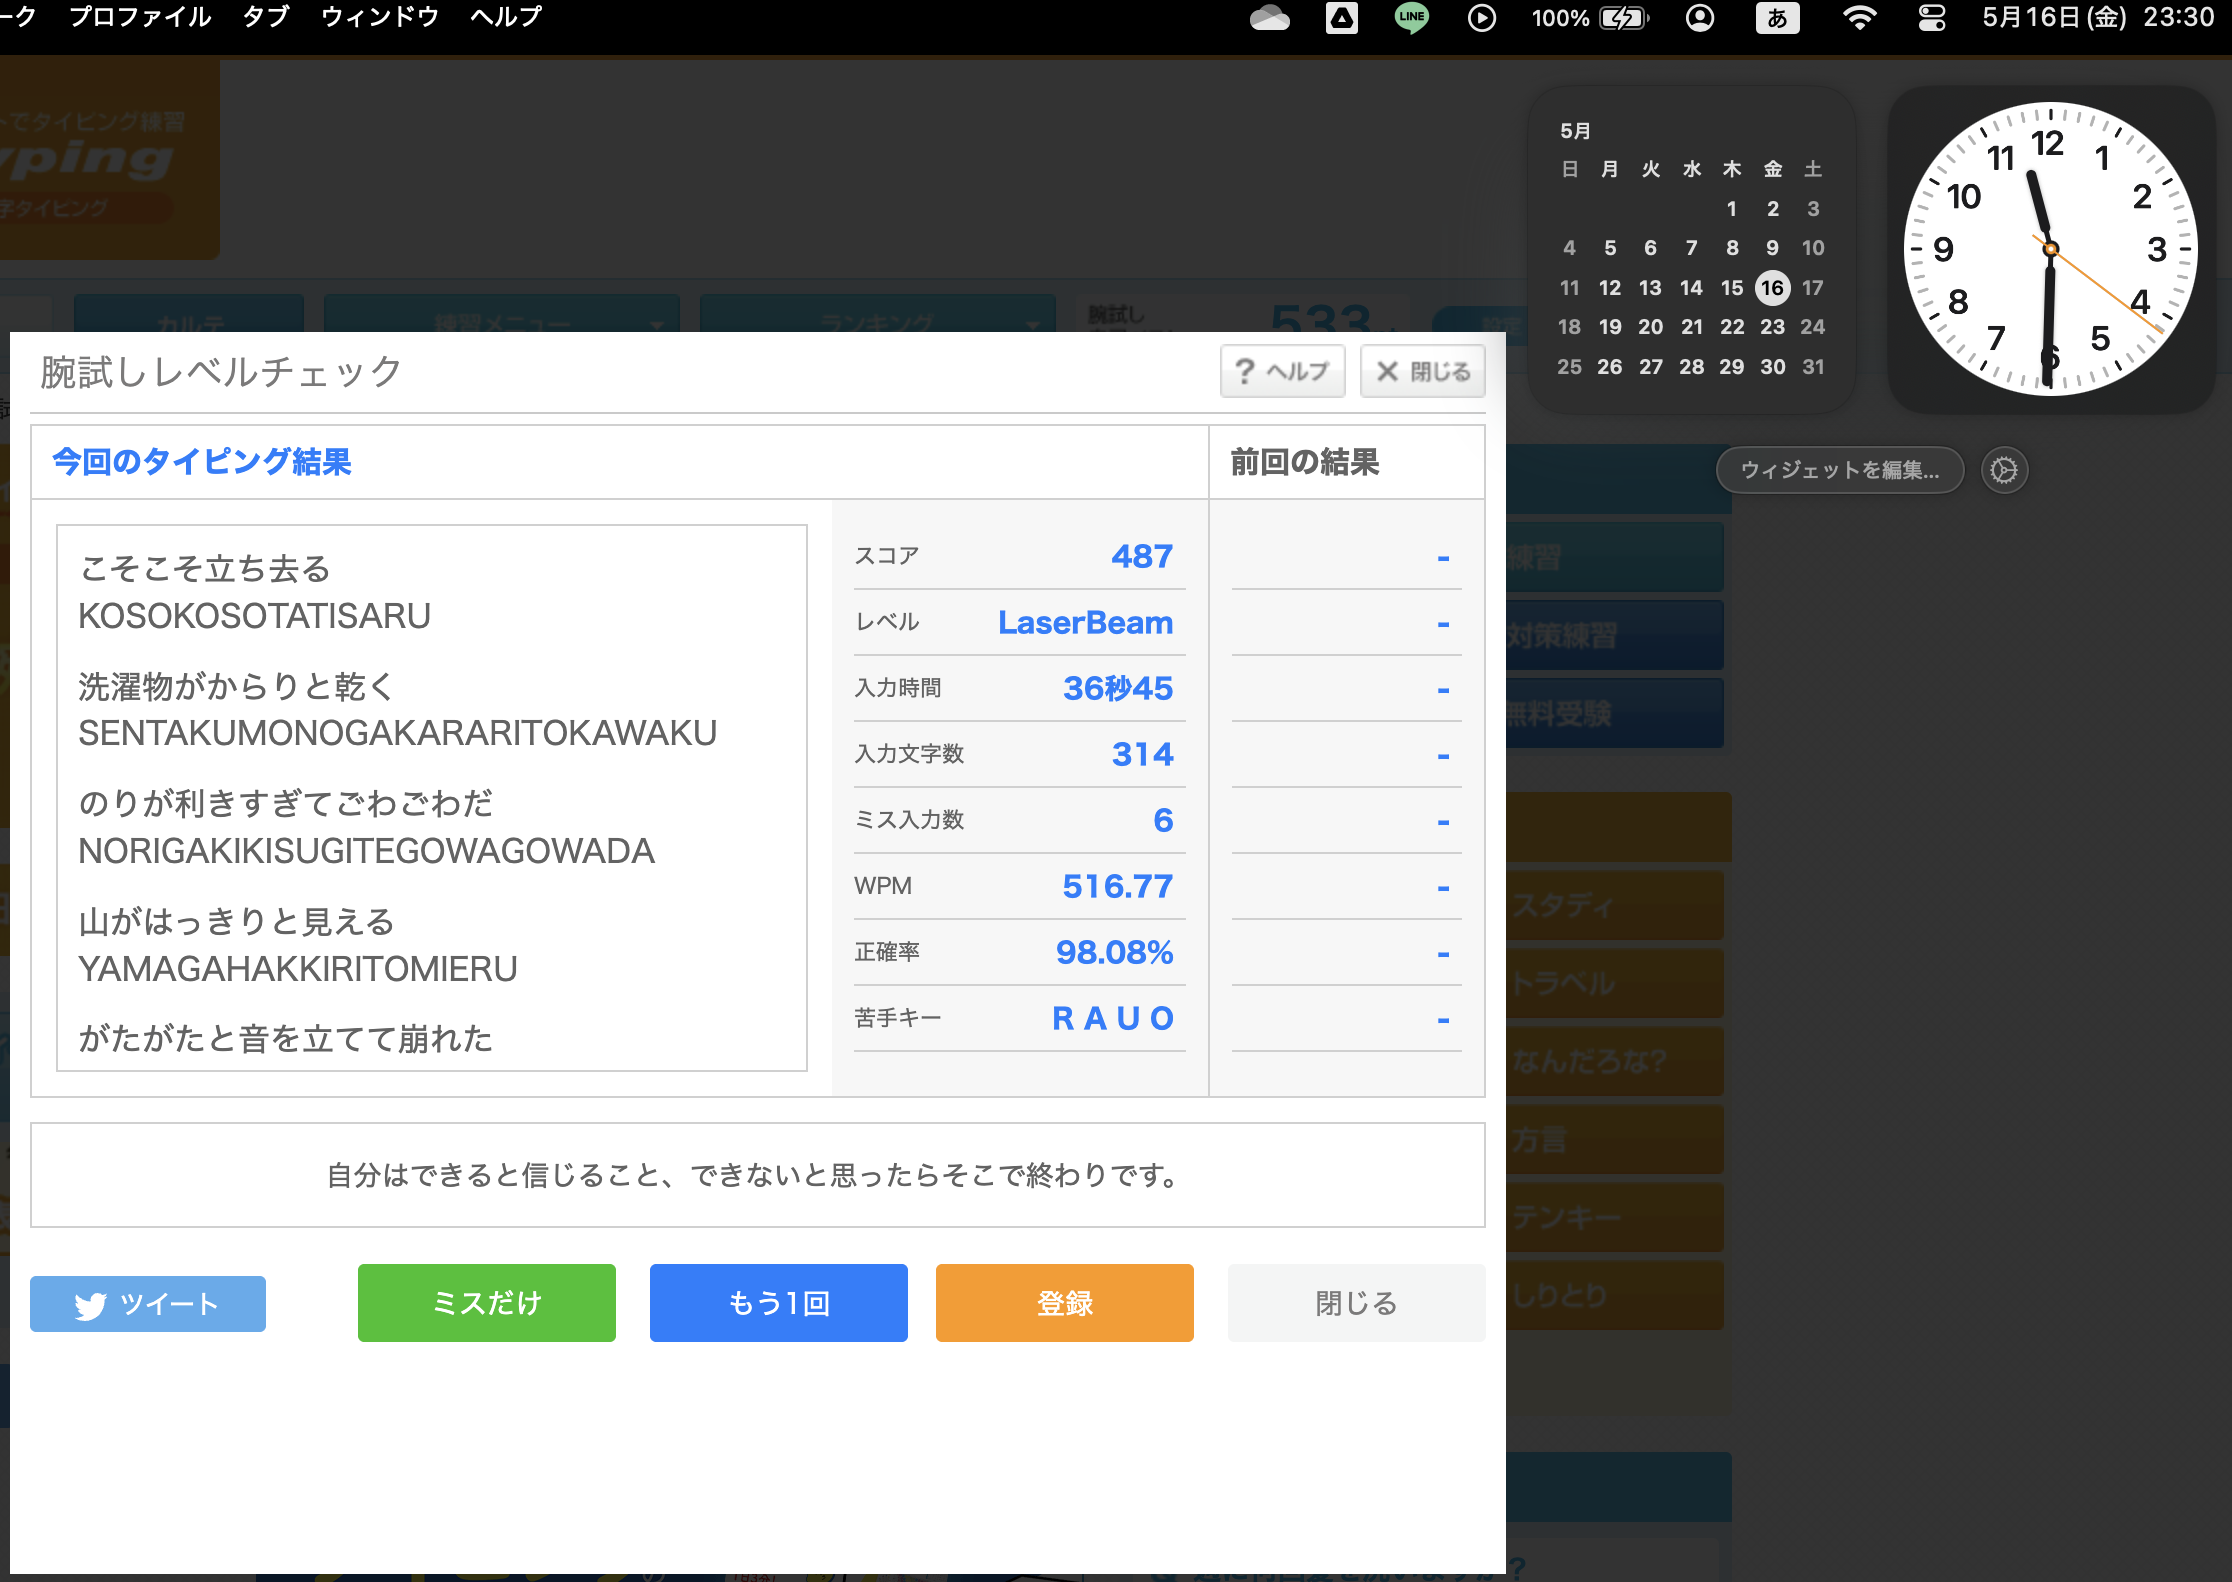 ーク プロファイル タブ ウィンドウ ヘルプ
LINE 100% あ 5月16日(金) 23:30
トでタイピング練習
yping
字タイピング
5月
日 月 火 水 木 金 土
1 2 3
4 5 6 7 8 9 10
11 12 13 14 15 16 17
18 19 20 21 22 23 24
25 26 27 28 29 30 31
12 1 2 3 4 5 6 7 8 9 10 11
ウィジェットを編集...
カルテ 練習メニュー ランキング 腕試し 533 設定
腕試しレベルチェック ? ヘルプ × 閉じる
今回のタイピング結果 前回の結果
こそこそ立ち去る
KOSOKOSOTATISARU
洗濯物がからりと乾く
SENTAKUMONOGAKARARITOKAWAKU
のりが利きすぎてごわごわだ
NORIGAKIKISUGITEGOWAGOWADA
山がはっきりと見える
YAMAGAHAKKIRITOMIERU
がたがたと音を立てて崩れた
スコア 487 -
レベル LaserBeam -
入力時間 36秒45 -
入力文字数 314 -
ミス入力数 6 -
WPM 516.77 -
正確率 98.08% -
苦手キー R A U O -
自分はできると信じること、できないと思ったらそこで終わりです。
ツイート ミスだけ もう1回 登録 閉じる
練習
対策練習
無料受験
スタディ
トラベル
なんだろな?
方言
テンキー
しりとり